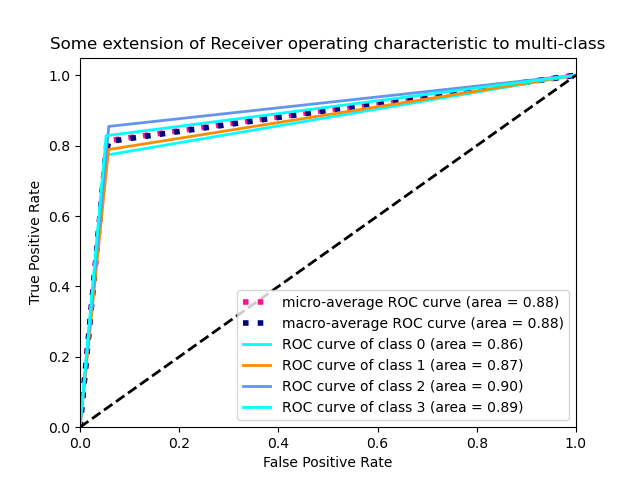 Some extension of Receiver operating characteristic to multi-class
1.0
0.8
0.6
0.4
0.2
0.0
True Positive Rate
micro-average ROC curve (area = 0.88)
macro-average ROC curve (area = 0.88)
ROC curve of class 0 (area = 0.86)
ROC curve of class 1 (area = 0.87)
ROC curve of class 2 (area = 0.90)
ROC curve of class 3 (area = 0.89)
0.0 0.2 0.4 0.6 0.8 1.0
False Positive Rate